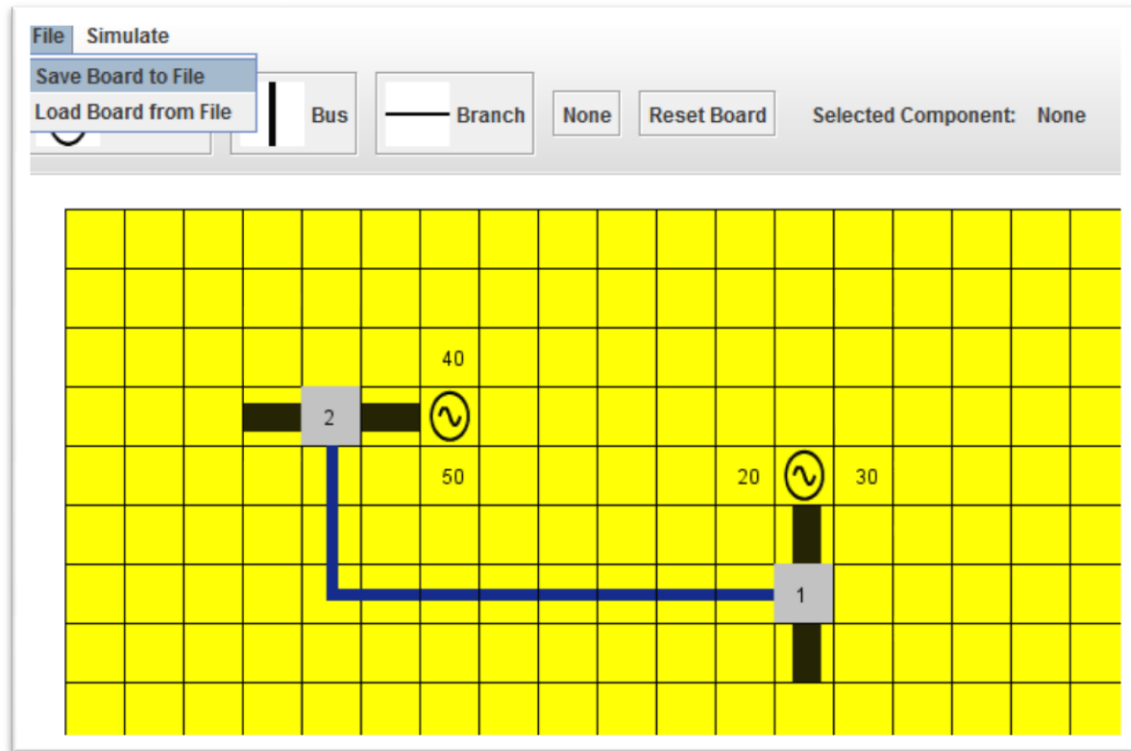 File Simulate
Save Board to File
Load Board from File
Bus Branch None Reset Board Selected Component: None
40
2
50 20 30
1